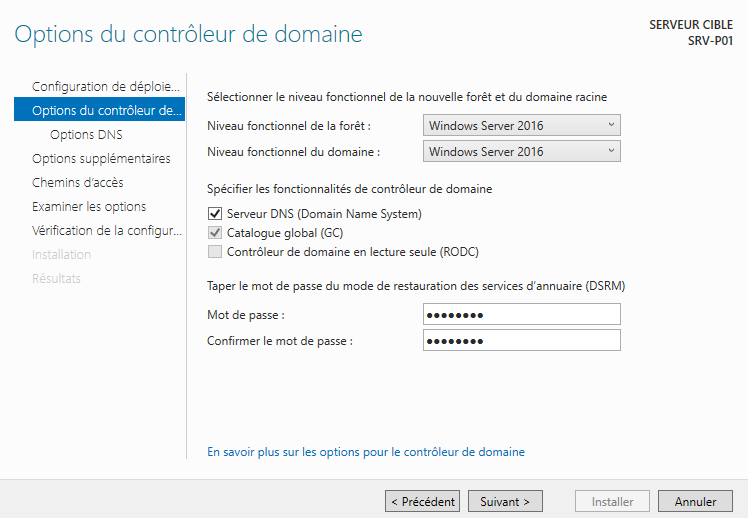 Options du contrôleur de domaine
SERVEUR CIBLE
SRV-P01
Configuration de déploie...
Options du contrôleur de...
Options DNS
Options supplémentaires
Chemins d'accès
Examiner les options
Vérification de la configur...
Installation
Résultats
Sélectionner le niveau fonctionnel de la nouvelle forêt et du domaine racine
Niveau fonctionnel de la forêt : Windows Server 2016
Niveau fonctionnel du domaine : Windows Server 2016
Spécifier les fonctionnalités de contrôleur de domaine
Serveur DNS (Domain Name System)
Catalogue global (GC)
Contrôleur de domaine en lecture seule (RODC)
Taper le mot de passe du mode de restauration des services d'annuaire (DSRM)
Mot de passe : ●●●●●●●●
Confirmer le mot de passe : ●●●●●●●●
En savoir plus sur les options pour le contrôleur de domaine
< Précédent Suivant > Installer Annuler